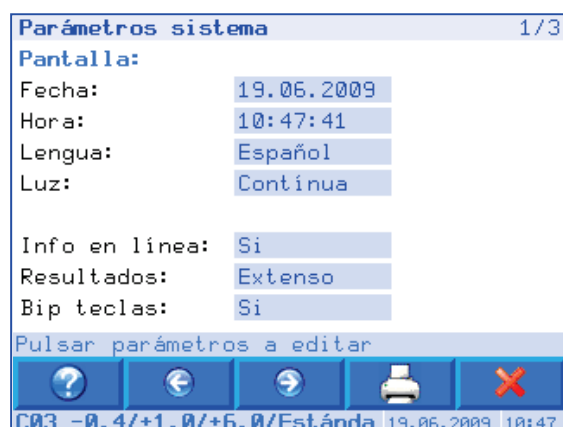 Parámetros sistema 1/3
Pantalla:
Fecha: 19.06.2009
Hora: 10:47:41
Lengua: Español
Luz: Contínua
Info en línea: Si
Resultados: Extenso
Bip teclas: Si
Pulsar parámetros a editar
?
C03 -0.4/+1.0/+6.0/Estánda 19.06.2009 10:47